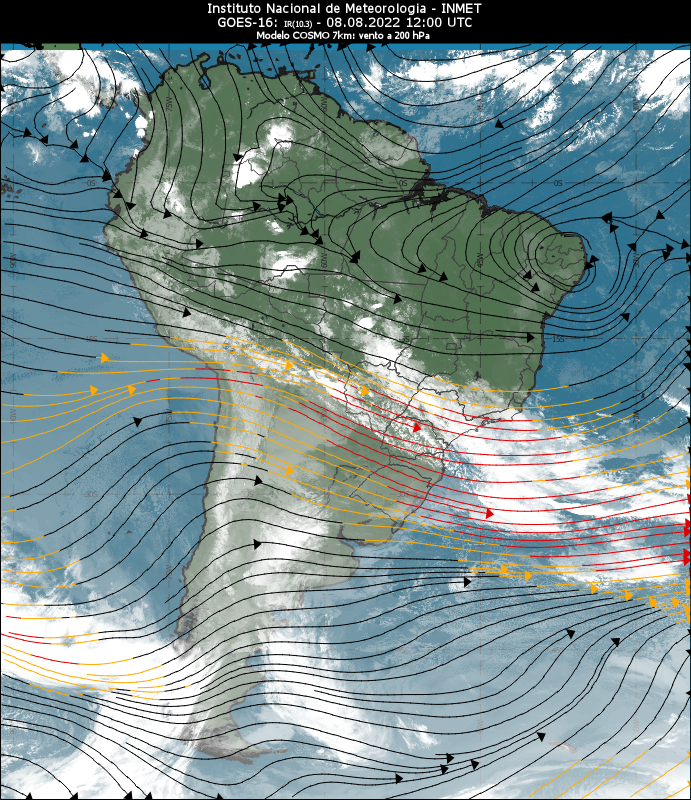 Instituto Nacional de Meteorologia - INMET
GOES-16: IR(10.3) - 08.08.2022 12:00 UTC
Modelo COSMO 7km: vento a 200 hPa